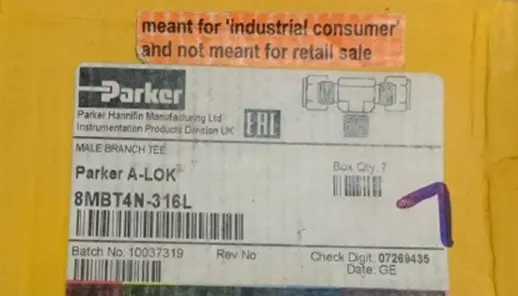 meant for 'industrial consumer'
and not meant for retail sale
Parker
Parker Hannifin Manufacturing Ltd
Instrumentation Products Division UK
EAC
MALE BRANCH TEE
Parker A-LOK
Box Qty: 7
8MBT4N-316L
7
Batch No: 10037319 Rev No: Check Digit: 07269435
Date: GE